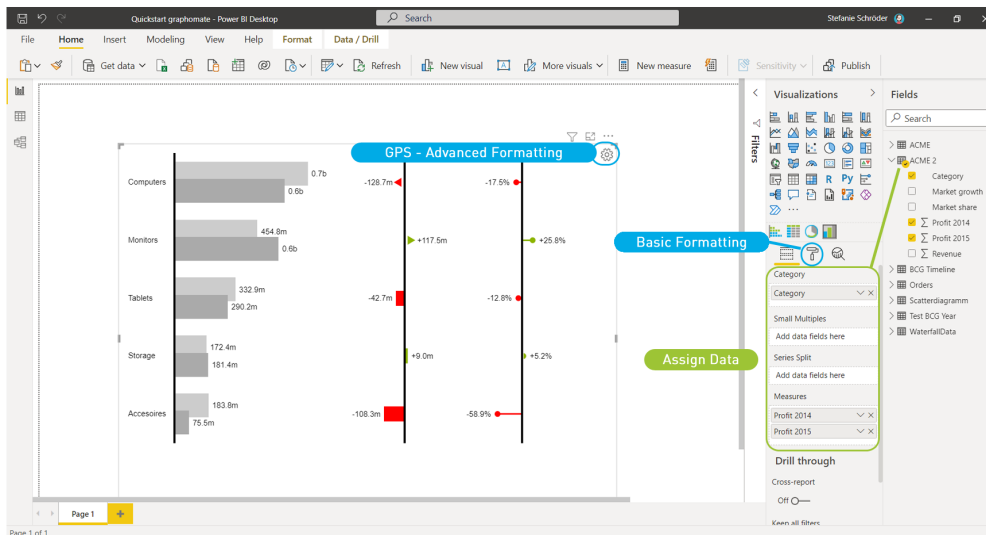 Quickstart graphomate - Power BI Desktop
Search
Stefanie Schröder
File Home Insert Modeling View Help Format Data / Drill
Get data Refresh New visual More visuals New measure Sensitivity Publish
GPS - Advanced Formatting
Computers 0.7b 0.6b -128.7m -17.5%
Monitors 454.8m 0.6b +117.5m +25.8%
Tablets 332.9m 290.2m -42.7m -12.8%
Storage 172.4m 181.4m +9.0m +5.2%
Accesoires 183.8m 75.5m -108.3m -58.9%
Basic Formatting
Assign Data
Filters
Visualizations
R Py
Category
Category
Small Multiples
Add data fields here
Series Split
Add data fields here
Measures
Profit 2014
Profit 2015
Drill through
Cross-report
Off
Keep all filters
Fields
Search
ACME
ACME 2
Category
Market growth
Market share
Profit 2014
Profit 2015
Revenue
BCG Timeline
Orders
Scatterdiagramm
Test BCG Year
WaterfallData
Page 1
Page 1 of 1